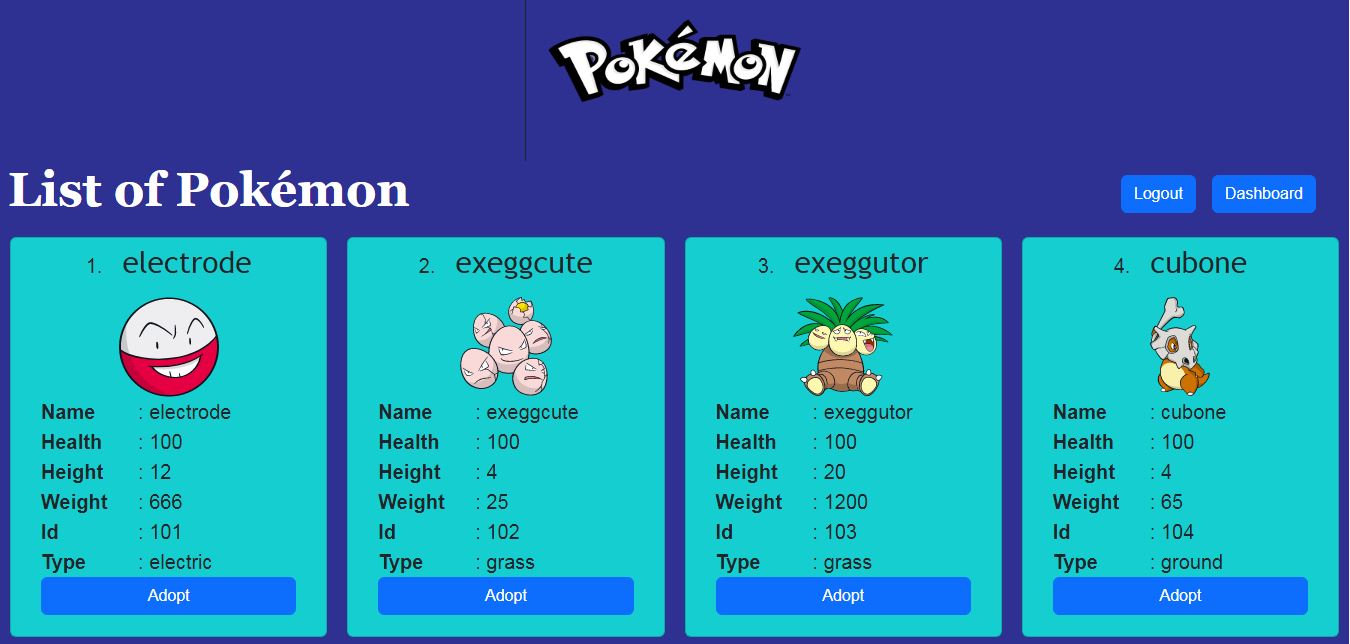 POKéMON
List of Pokémon
Logout
Dashboard
1. electrode
Name : electrode
Health : 100
Height : 12
Weight : 666
Id : 101
Type : electric
Adopt
2. exeggcute
Name : exeggcute
Health : 100
Height : 4
Weight : 25
Id : 102
Type : grass
Adopt
3. exeggutor
Name : exeggutor
Health : 100
Height : 20
Weight : 1200
Id : 103
Type : grass
Adopt
4. cubone
Name : cubone
Health : 100
Height : 4
Weight : 65
Id : 104
Type : ground
Adopt